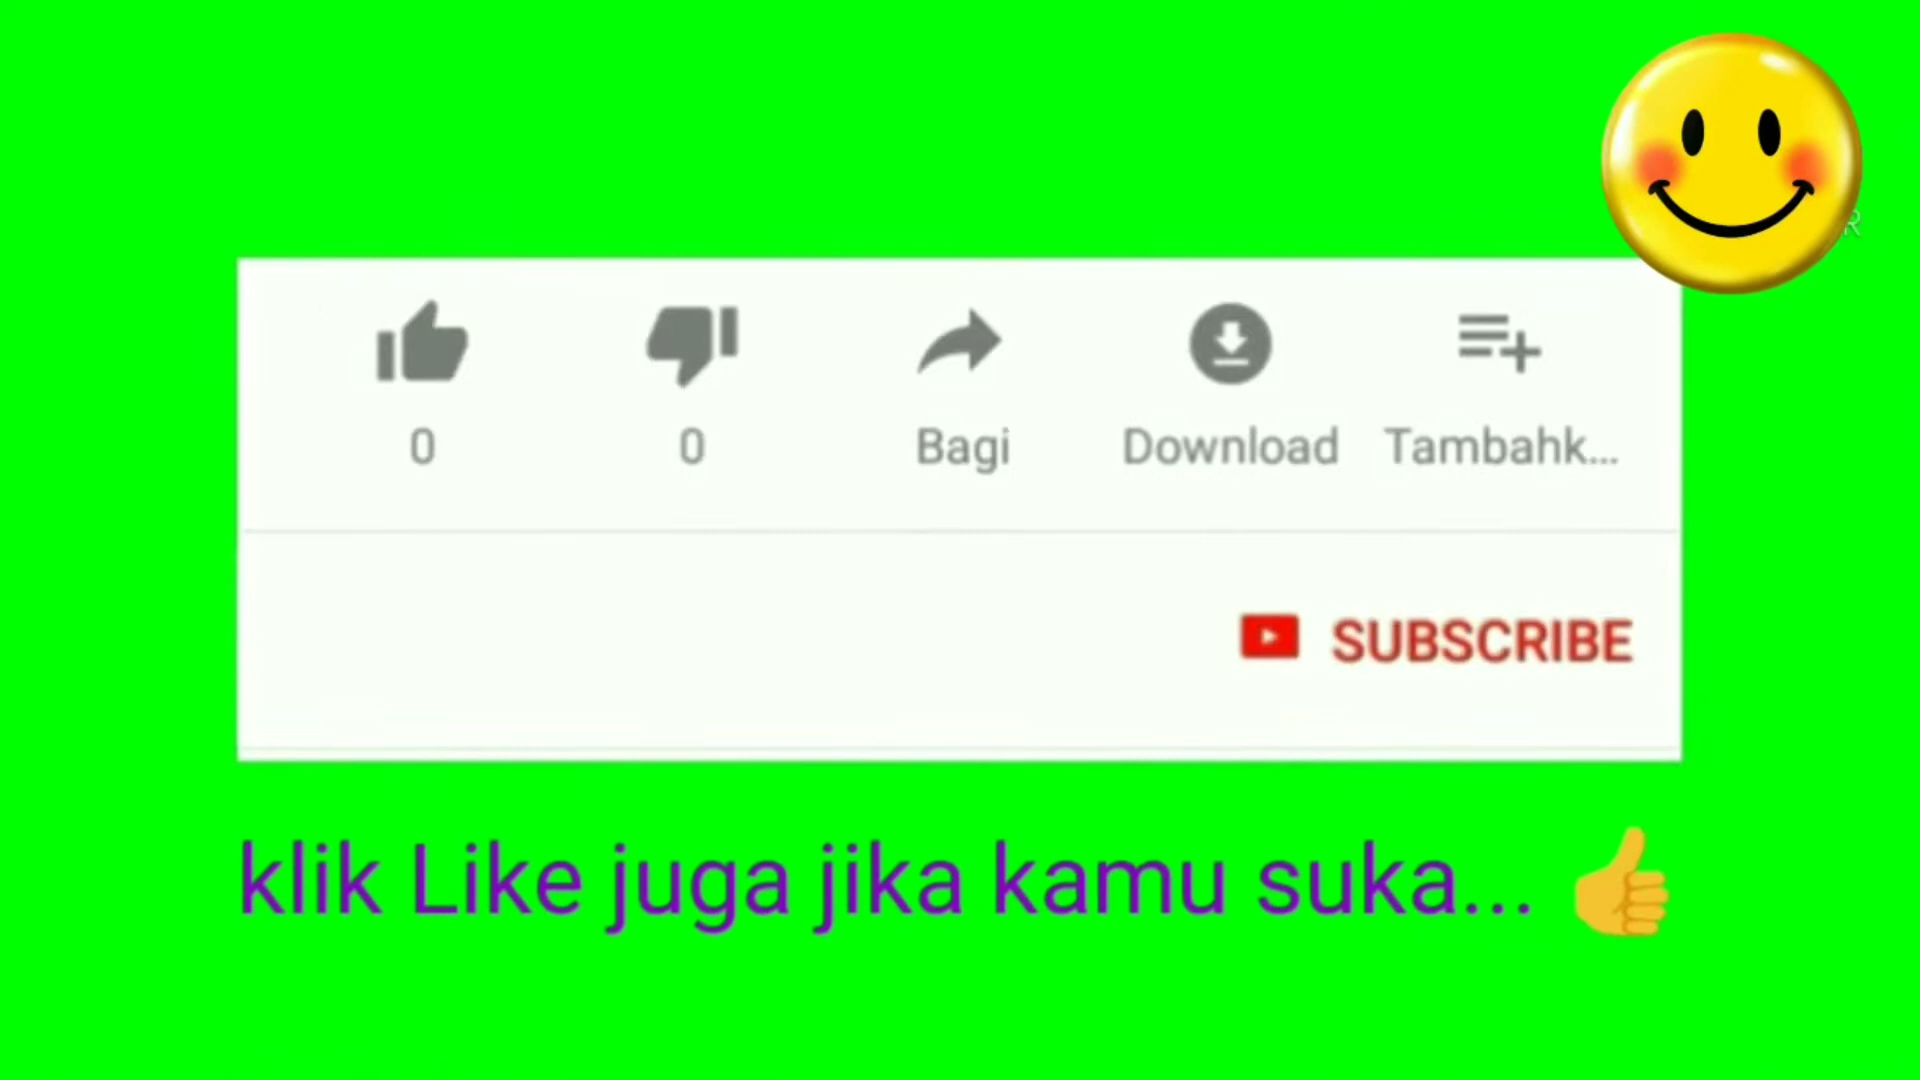 0 0 Bagi Download Tambahk...
SUBSCRIBE
klik Like juga jika kamu suka... 👍